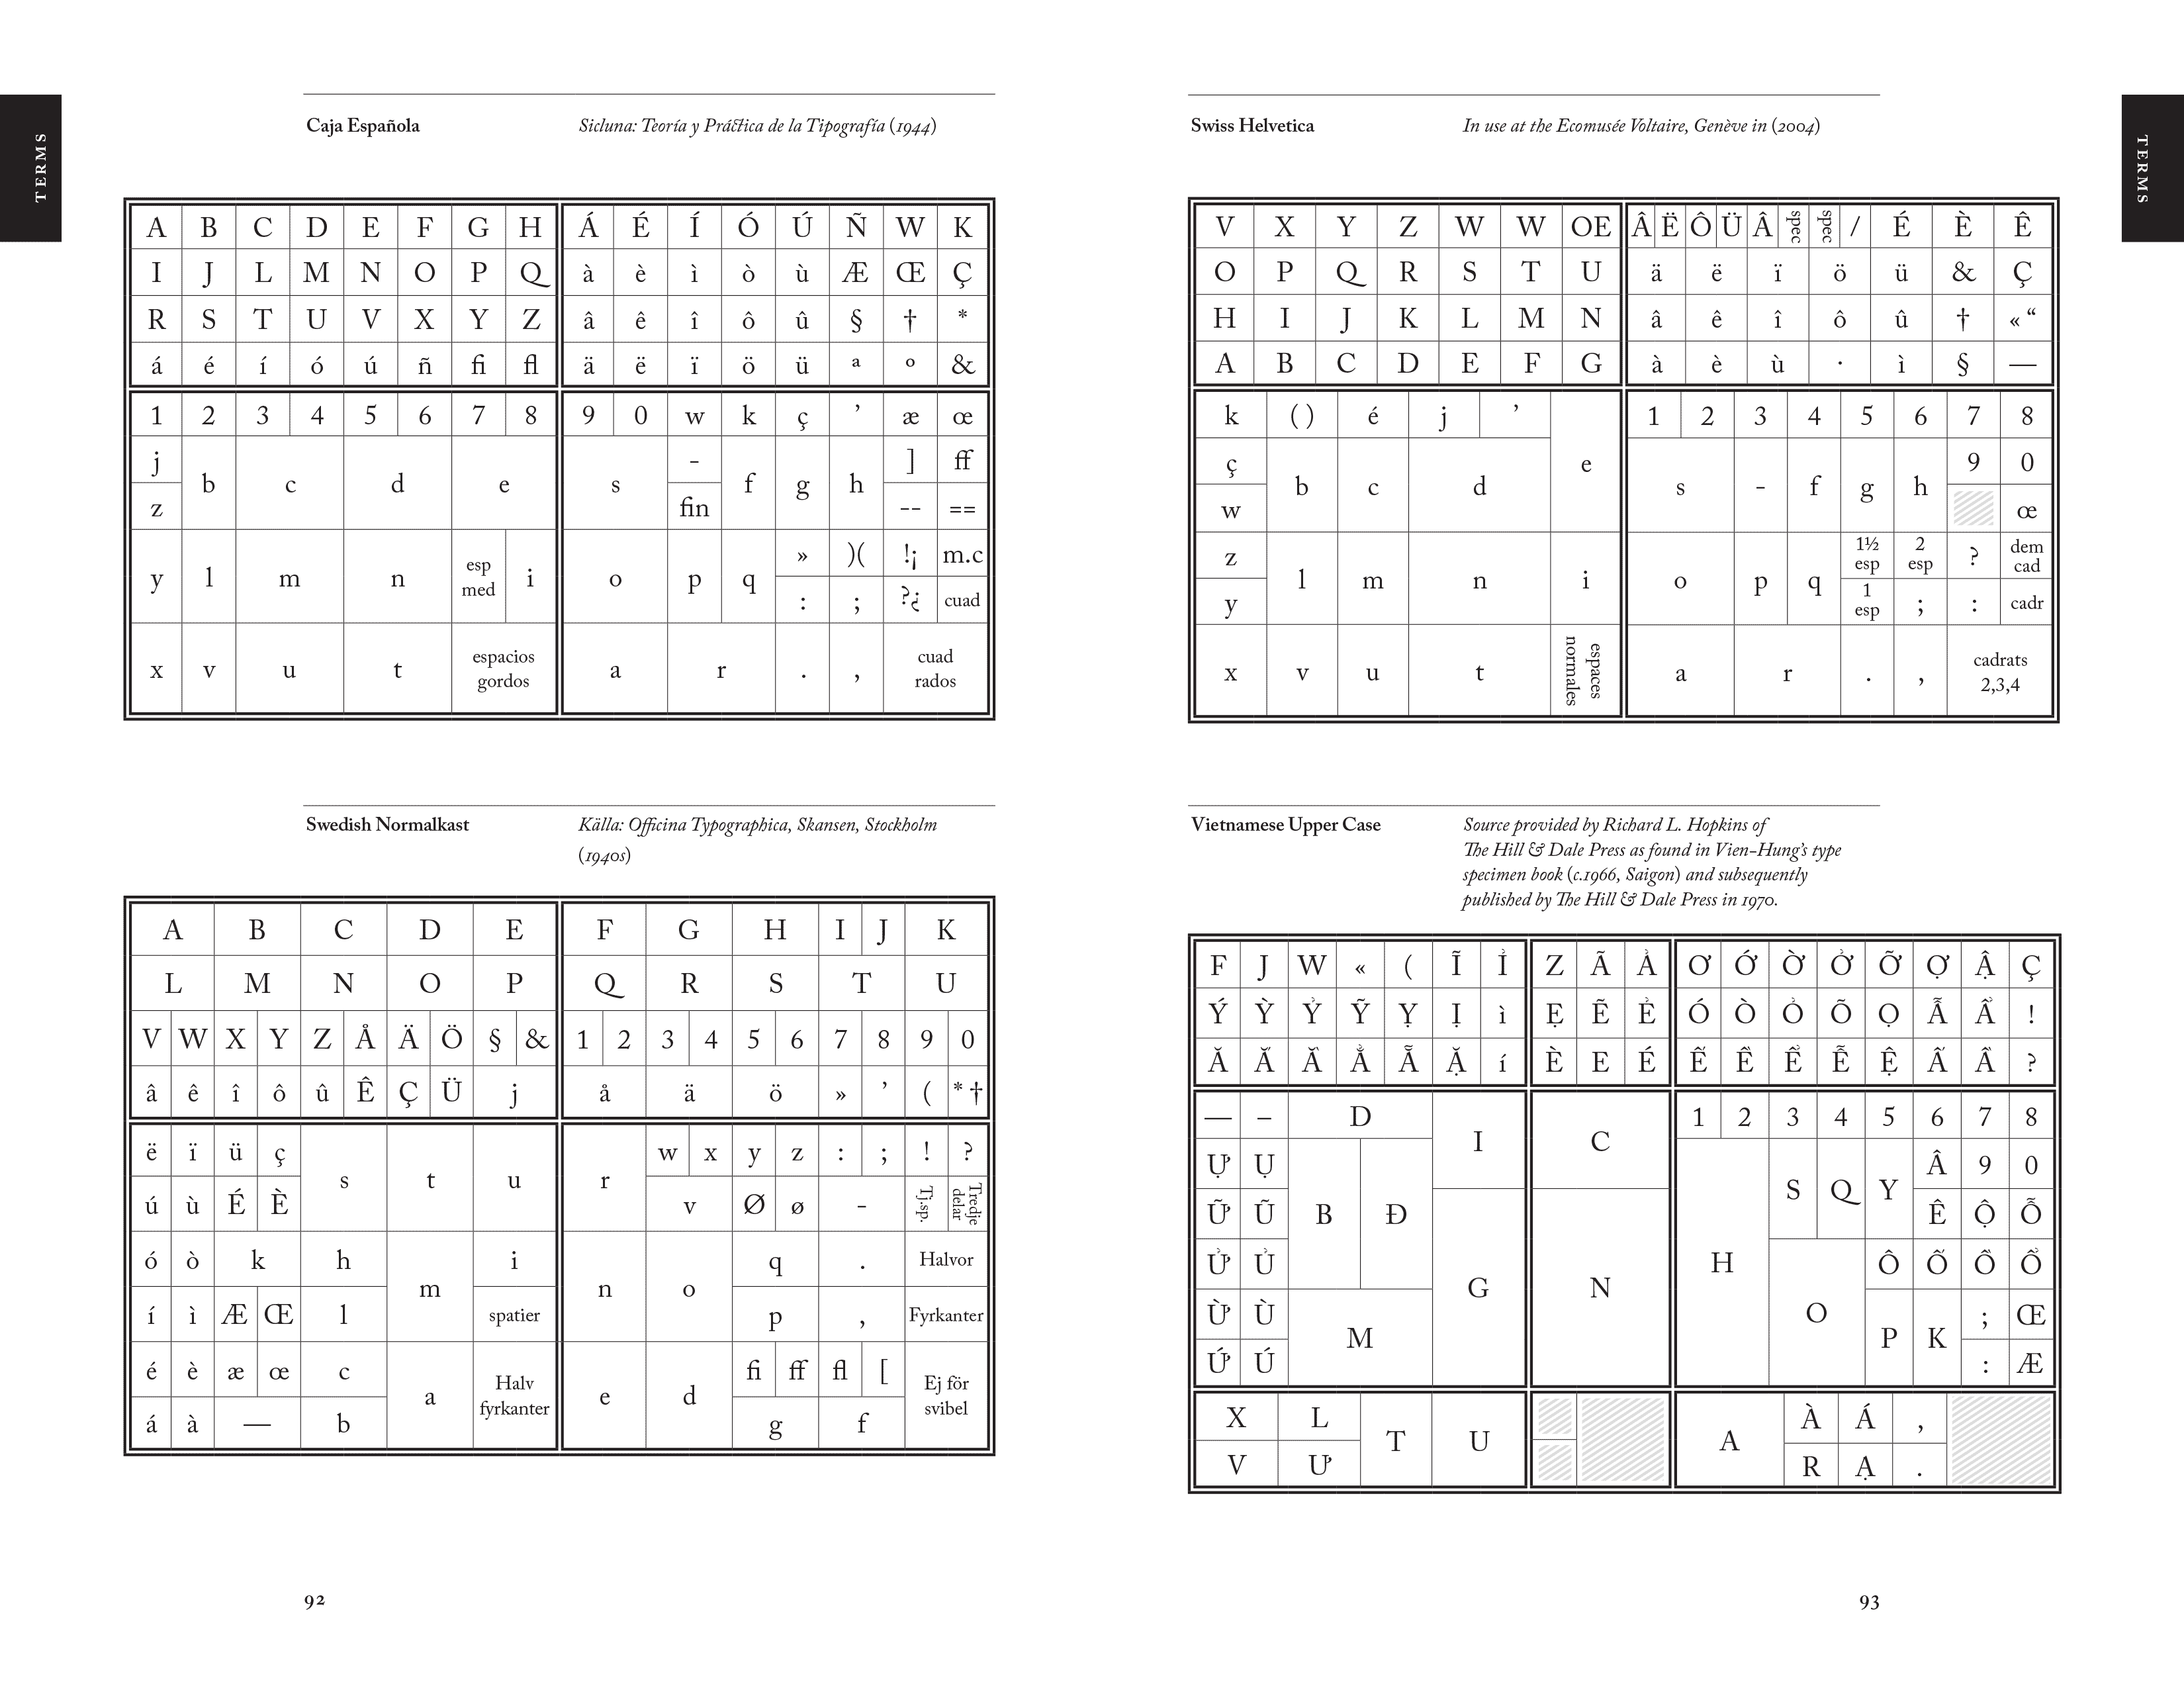 TERMS
Caja Española Sicluna: Teoría y Práctica de la Tipografía (1944)
A B C D E F G H Á É Í Ó Ú Ñ W K
I J L M N O P Q à è ì ò ù Æ Œ Ç
R S T U V X Y Z â ê î ô û § † *
á é í ó ú ñ fi fl ä ë ï ö ü ª º &
1 2 3 4 5 6 7 8 9 0 w k ç ’ æ œ
j b c d e s - f g h ] ff
z fin -- ==
y l m n esp med i o p q » )( !¡ m.c
: ; ?¿ cuad
x v u t espacios gordos a r . , cuad rados
Swedish Normalkast Källa: Officina Typographica, Skansen, Stockholm
(1940s)
A B C D E F G H I J K
L M N O P Q R S T U
V W X Y Z Å Ä Ö § & 1 2 3 4 5 6 7 8 9 0
â ê î ô û Ê Ç Ü j å ä ö » ’ ( * †
ë ï ü ç s t u r w x y z : ; ! ?
ú ù É È v Ø ø - Tj.sp. Tredje delar
ó ò k h m i n o q . Halvor
í ì Æ Œ l spatier p , Fyrkanter
é è æ œ c a Halv fyrkanter e d fi ff fl [ Ej för svibel
á à — b g f
92
TERMS
Swiss Helvetica In use at the Ecomusée Voltaire, Genève in (2004)
V X Y Z W W OE Â Ë Ô Ü Â spec spec / É È Ê
O P Q R S T U ä ë ï ö ü & Ç
H I J K L M N â ê î ô û † « “
A B C D E F G à è ù · ì § —
k ( ) é j ’ e 1 2 3 4 5 6 7 8
ç b c d s - f g h 9 0
w œ
z l m n i o p q 1½ esp 2 esp ? dem cad
y 1 esp ; : cadr
x v u t espaces normales a r . , cadrats 2,3,4
Vietnamese Upper Case Source provided by Richard L. Hopkins of
The Hill & Dale Press as found in Vien-Hung’s type
specimen book (c.1966, Saigon) and subsequently
published by The Hill & Dale Press in 1970.
F J W « ( Ĩ Ỉ Z Ã Ả Ơ Ớ Ờ Ở Ỡ Ợ Ậ Ç
Ý Ỳ Ỷ Ỹ Ỵ Ị ì Ẹ Ẽ Ẻ Ó Ò Ỏ Õ Ọ Ẫ Ẩ !
Ă Ắ Ằ Ẳ Ẵ Ặ í È E É Ế Ề Ể Ễ Ệ Ấ Ầ ?
— – D I C 1 2 3 4 5 6 7 8
Ự Ụ B Đ H S Q Y Â 9 0
Ữ Ũ G N Ê Ộ Ỗ
Ử Ủ O Ô Ố Ồ Ổ
Ừ Ù M P K ; Œ
Ứ Ú : Æ
X L T U A À Á ,
V Ư R Ạ .
93